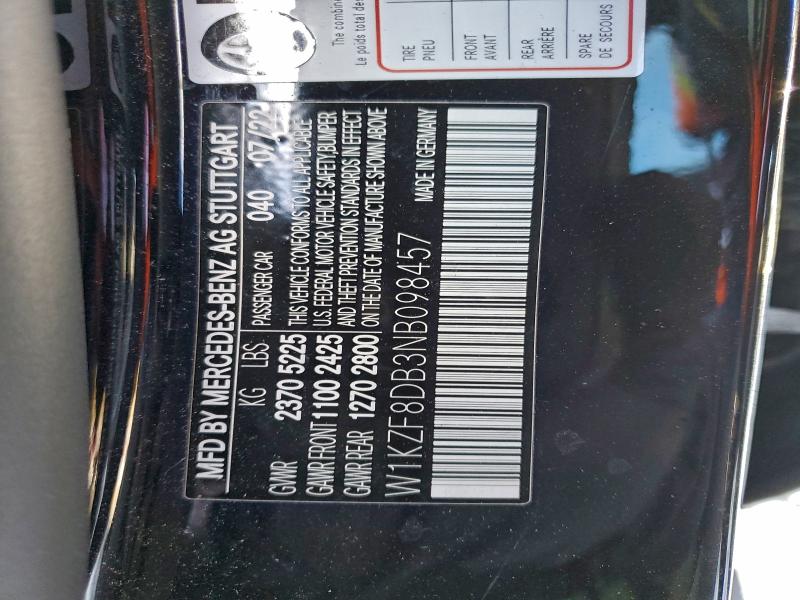 The combine
Le poids total des
TIRE
PNEU
FRONT
AVANT
REAR
ARRIÈRE
SPARE
DE SECOURS
MFD BY MERCEDES-BENZ AG STUTTGART
KG LBS PASSENGER CAR 040 07/22
GVWR 2370 5225 THIS VEHICLE CONFORMS TO ALL APPLICABLE
U.S. FEDERAL MOTOR VEHICLE SAFETY, BUMPER
GAWR FRONT 1100 2425 AND THEFT PREVENTION STANDARDS IN EFFECT
GAWR REAR 1270 2800 ON THE DATE OF MANUFACTURE SHOWN ABOVE
W1KZF8DB3NB098457 MADE IN GERMANY